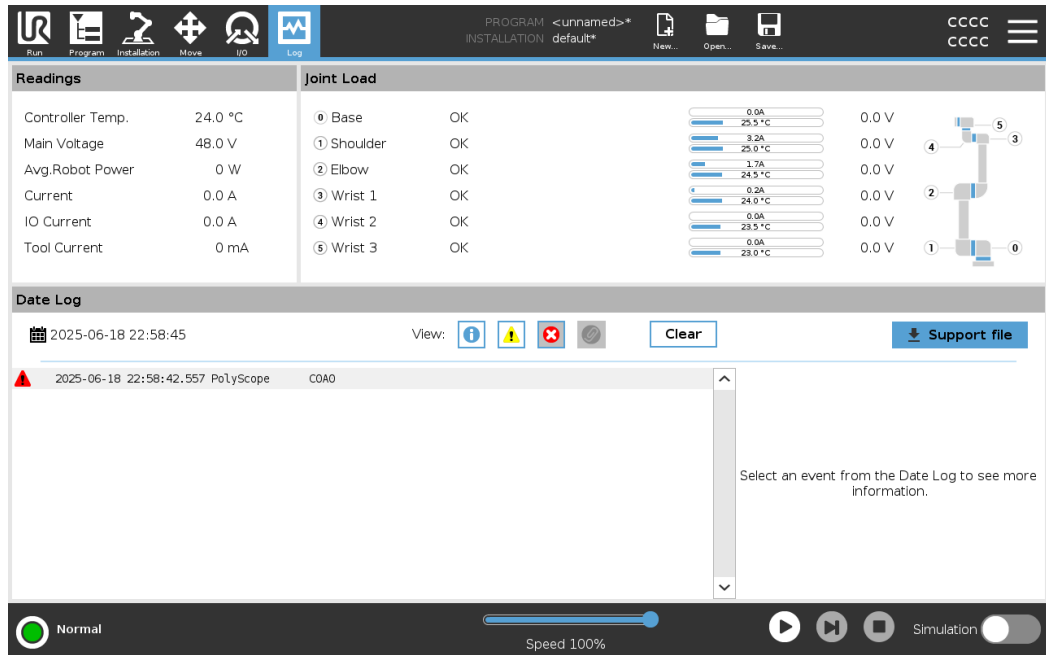 UR
PROGRAM <unnamed>*
INSTALLATION default*
Run Program Installation Move I/O Log
New... Open... Save...
CCCC
CCCC
Readings
Controller Temp. 24.0 °C
Main Voltage 48.0 V
Avg.Robot Power 0 W
Current 0.0 A
IO Current 0.0 A
Tool Current 0 mA
Joint Load
0 Base OK 0.0A 25.5 °C 0.0 V
1 Shoulder OK 3.2A 25.0 °C 0.0 V
2 Elbow OK 1.7A 24.5 °C 0.0 V
3 Wrist 1 OK 0.2A 24.0 °C 0.0 V
4 Wrist 2 OK 0.0A 23.5 °C 0.0 V
5 Wrist 3 OK 0.0A 23.0 °C 0.0 V
5
3
4
2
1 0
Date Log
2025-06-18 22:58:45 View: Clear Support file
2025-06-18 22:58:42.557 PolyScope C0A0
Select an event from the Date Log to see more
information.
Normal
Speed 100%
Simulation